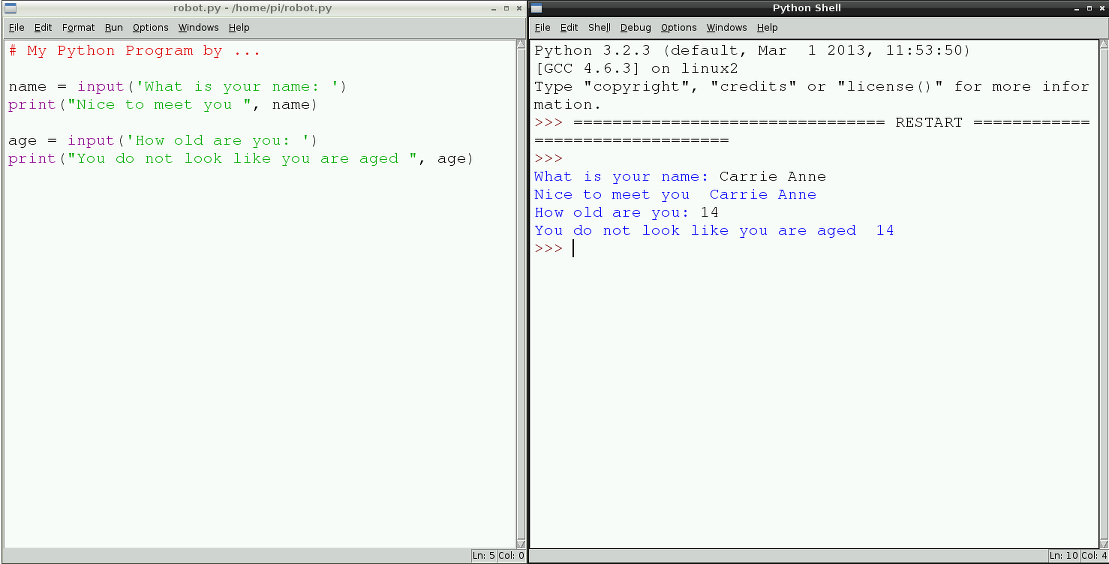 robot.py - /home/pi/robot.py
File Edit Format Run Options Windows Help
# My Python Program by ...
name = input('What is your name: ')
print("Nice to meet you ", name)
age = input('How old are you: ')
print("You do not look like you are aged ", age)
Ln: 5 Col: 0
Python Shell
File Edit Shell Debug Options Windows Help
Python 3.2.3 (default, Mar  1 2013, 11:53:50)
[GCC 4.6.3] on linux2
Type "copyright", "credits" or "license()" for more infor
mation.
>>> ================================ RESTART ============
====================
>>>
What is your name: Carrie Anne
Nice to meet you  Carrie Anne
How old are you: 14
You do not look like you are aged  14
>>>
Ln: 10 Col: 4